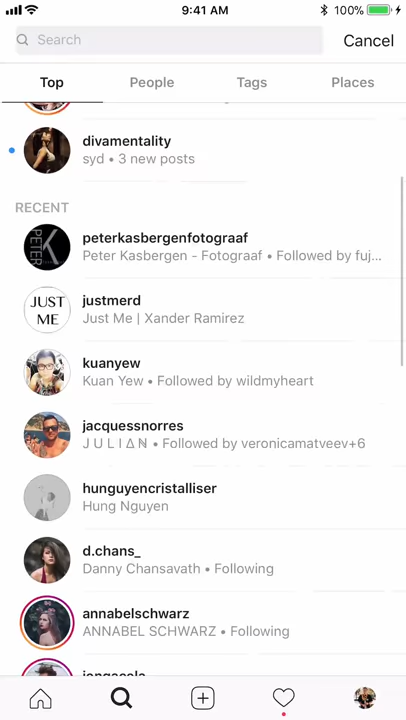 9:41 AM
100%
Search
Cancel
Top
People
Tags
Places
divamentality
syd • 3 new posts
RECENT
PETER
K
peterkasbergenfotograaf
Peter Kasbergen - Fotograaf • Followed by fuj...
JUST
ME
justmerd
Just Me | Xander Ramirez
kuanyew
Kuan Yew • Followed by wildmyheart
jacquessnorres
J U L I Δ ℕ • Followed by veronicamatveev+6
hunguyencristalliser
Hung Nguyen
d.chans_
Danny Chansavath • Following
annabelschwarz
ANNABEL SCHWARZ • Following